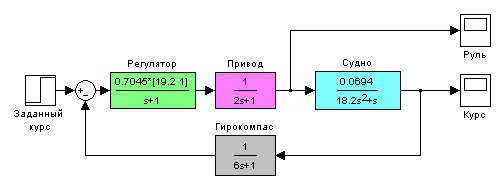 Регулятор
Привод
Судно
Руль
0.7045*[19.2 1]
s+1
1
2s+1
0.0694
18.2s²+s
Заданный
курс
Курс
Гирокомпас
1
6s+1